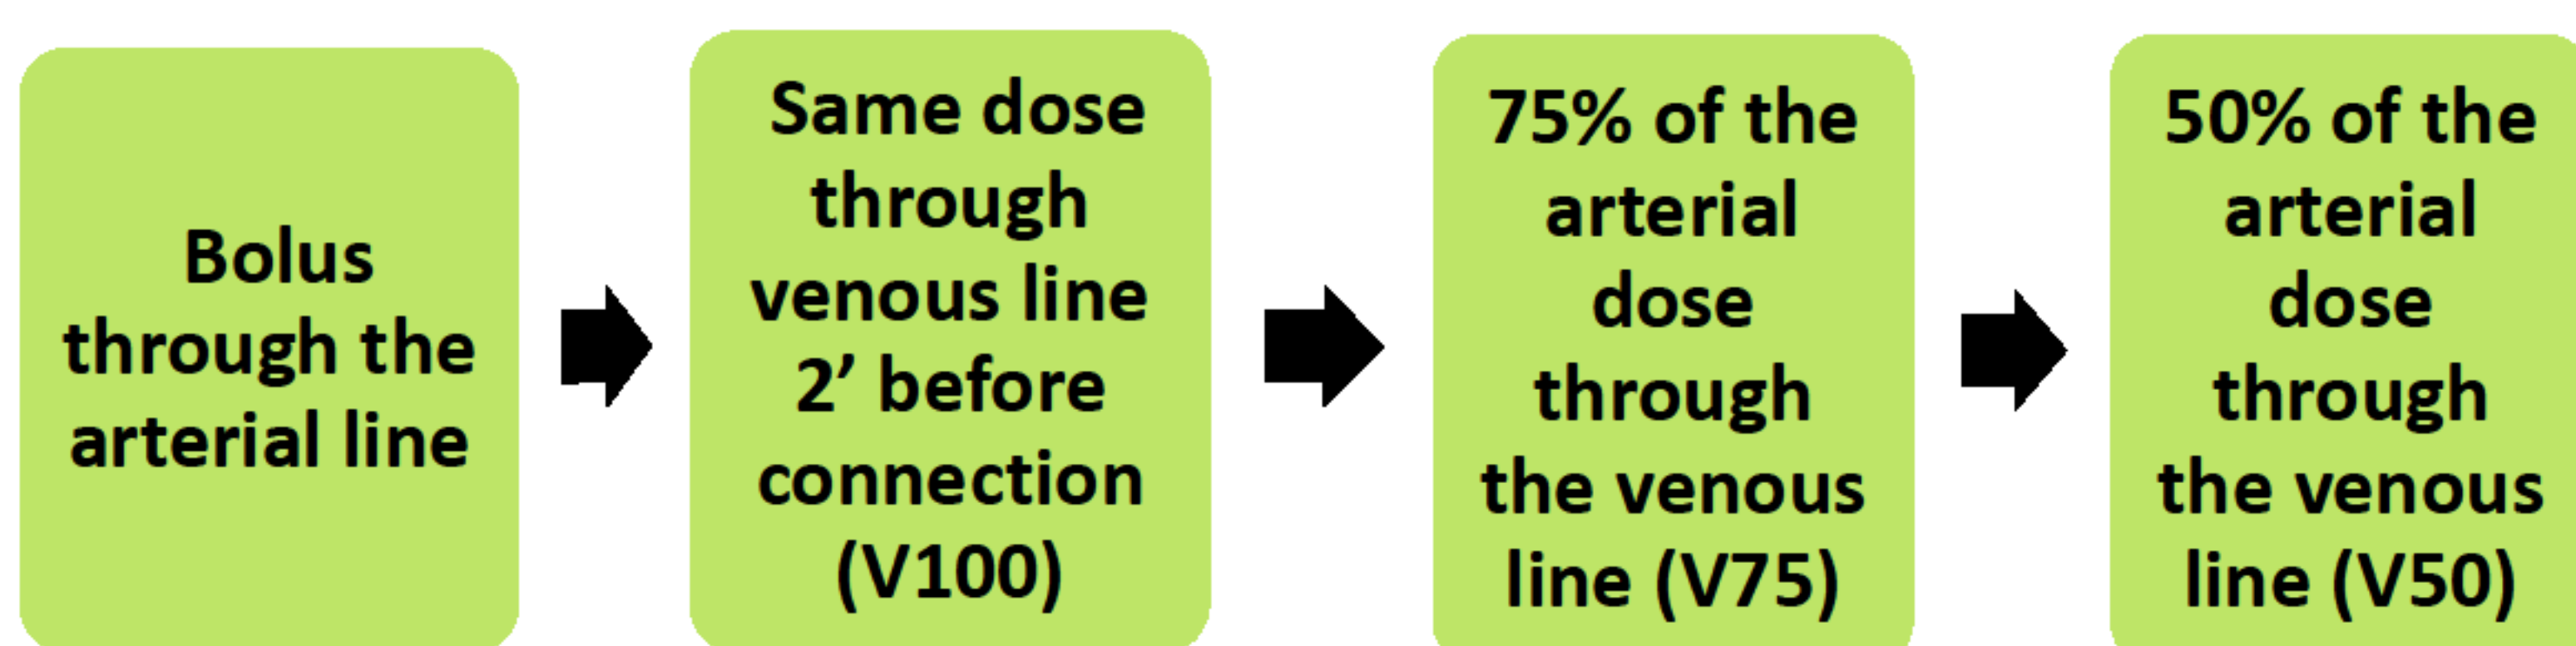 Bolus
through the
arterial line
Same dose
through
venous line
2’ before
connection
(V100)
75% of the
arterial
dose
through
the venous
line (V75)
50% of the
arterial
dose
through
the venous
line (V50)